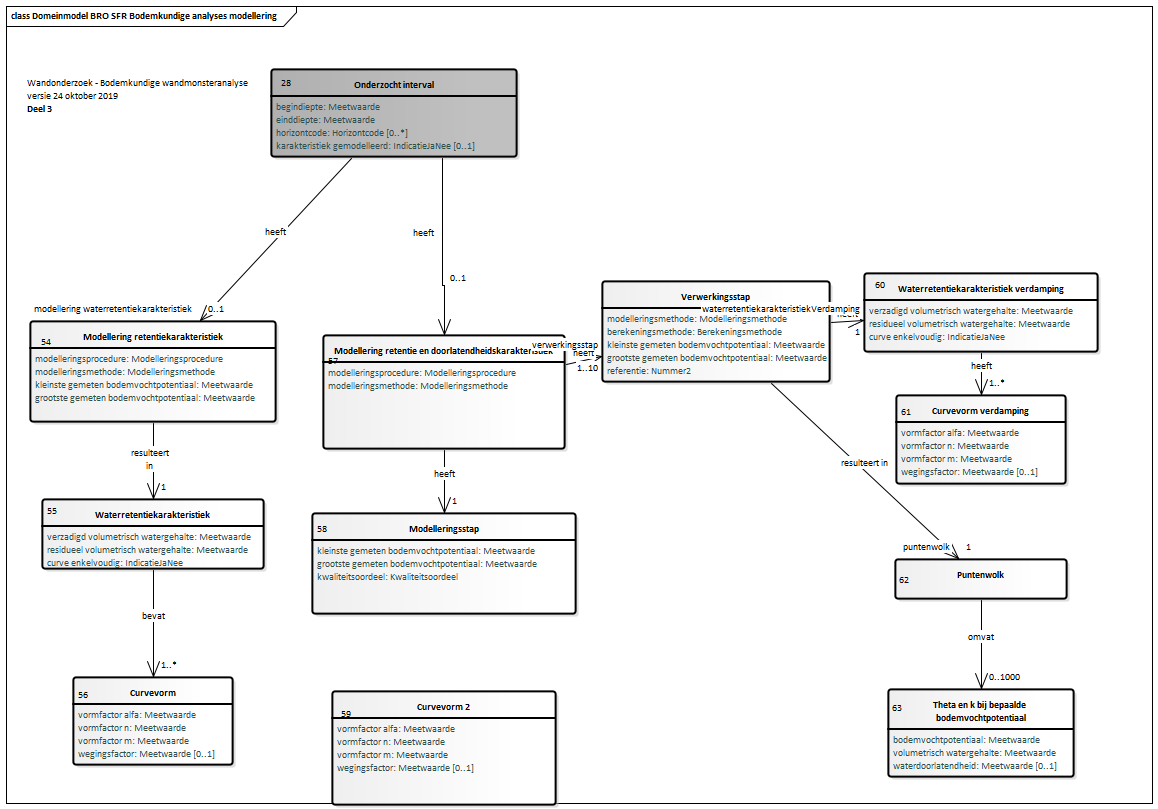 class Domeinmodel BRO SFR Bodemkundige analyses modellering
Wandonderzoek - Bodemkundige wandmonsteranalyse
versie 24 oktober 2019
Deel 3
28
Onderzocht interval
begindiepte: Meetwaarde
einddiepte: Meetwaarde
horizontcode: Horizontcode [0..*]
karakteristiek gemodelleerd: IndicatieJaNee [0..1]
heeft
heeft
0..1
modellering waterretentiekarakteristiek
0..1
54
Modellering retentiekarakteristiek
modelleringsprocedure: Modelleringsprocedure
modelleringsmethode: Modelleringsmethode
kleinste gemeten bodemvochtpotentiaal: Meetwaarde
grootste gemeten bodemvochtpotentiaal: Meetwaarde
resulteert
in
1
55
Waterretentiekarakteristiek
verzadigd volumetrisch watergehalte: Meetwaarde
residueel volumetrisch watergehalte: Meetwaarde
curve enkelvoudig: IndicatieJaNee
bevat
1..*
56
Curvevorm
vormfactor alfa: Meetwaarde
vormfactor n: Meetwaarde
vormfactor m: Meetwaarde
wegingsfactor: Meetwaarde [0..1]
Modellering retentie en doorlatendheidskarakteristiek
57
modelleringsprocedure: Modelleringsprocedure
modelleringsmethode: Modelleringsmethode
verwerkingsstap
heeft
1..10
heeft
1
58
Modelleringsstap
kleinste gemeten bodemvochtpotentiaal: Meetwaarde
grootste gemeten bodemvochtpotentiaal: Meetwaarde
kwaliteitsoordeel: Kwaliteitsoordeel
59
Curvevorm 2
vormfactor alfa: Meetwaarde
vormfactor n: Meetwaarde
vormfactor m: Meetwaarde
wegingsfactor: Meetwaarde [0..1]
Verwerkingsstap
waterretentiekarakteristiekVerdamping
modelleringsmethode: Modelleringsmethode
berekeningsmethode: Berekeningsmethode
kleinste gemeten bodemvochtpotentiaal: Meetwaarde
grootste gemeten bodemvochtpotentiaal: Meetwaarde
referentie: Nummer2
heeft
1
60
Waterretentiekarakteristiek verdamping
verzadigd volumetrisch watergehalte: Meetwaarde
residueel volumetrisch watergehalte: Meetwaarde
curve enkelvoudig: IndicatieJaNee
heeft
1..*
61
Curvevorm verdamping
vormfactor alfa: Meetwaarde
vormfactor n: Meetwaarde
vormfactor m: Meetwaarde
wegingsfactor: Meetwaarde [0..1]
resulteert in
puntenwolk
1
62
Puntenwolk
omvat
0..1000
63
Theta en k bij bepaalde
bodemvochtpotentiaal
bodemvochtpotentiaal: Meetwaarde
volumetrisch watergehalte: Meetwaarde
waterdoorlatendheid: Meetwaarde [0..1]